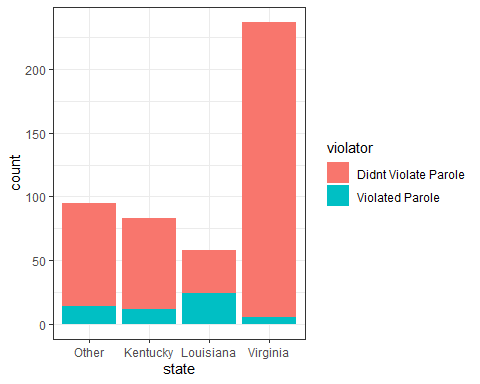 200
150
100
50
0
count
Other Kentucky Louisiana Virginia
state
violator
Didnt Violate Parole
Violated Parole